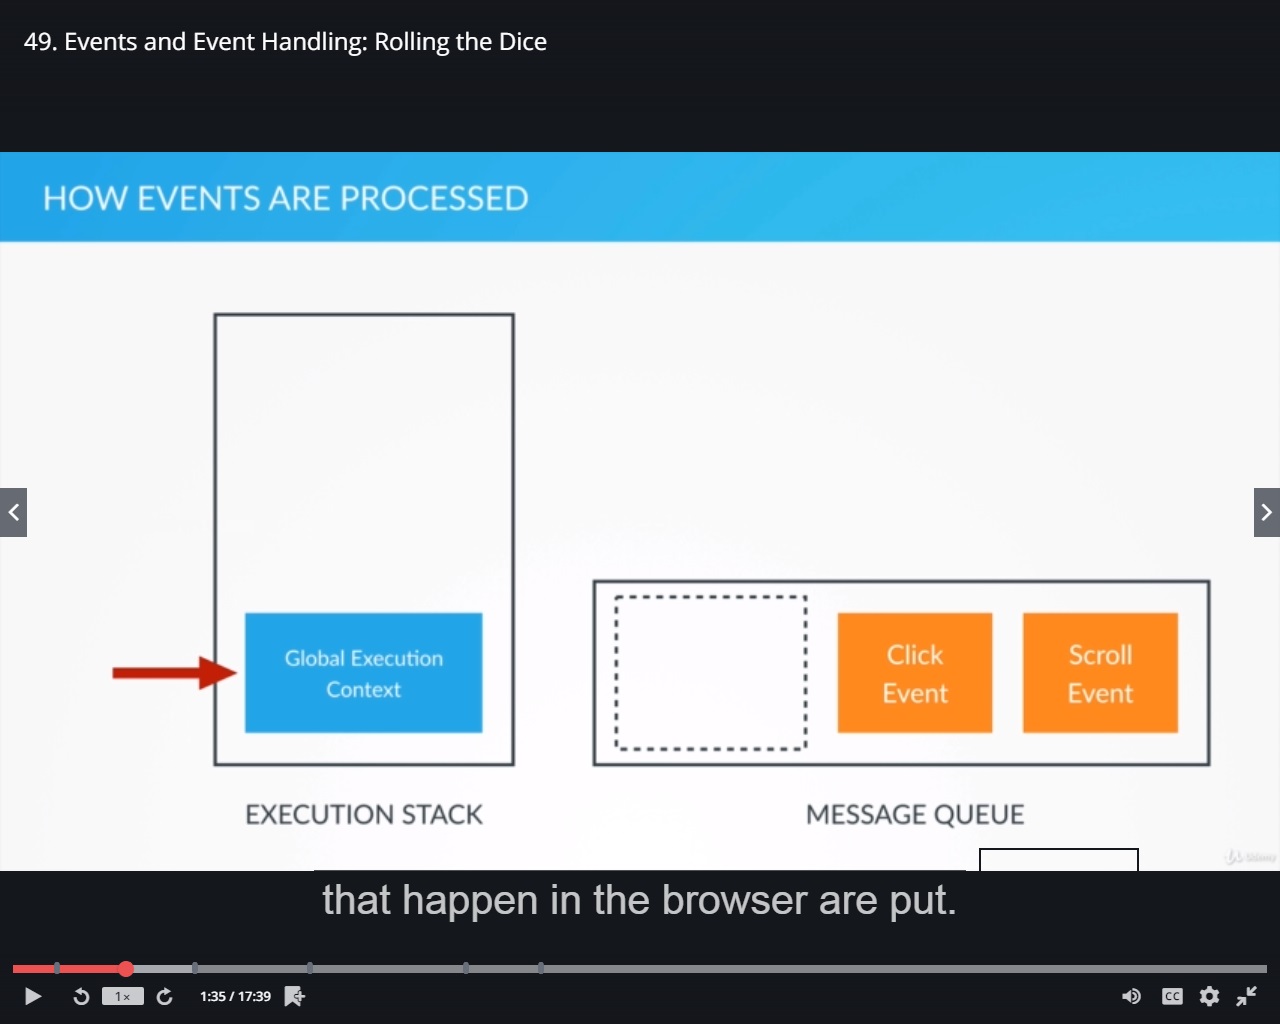 49. Events and Event Handling: Rolling the Dice
HOW EVENTS ARE PROCESSED
Global Execution
Context
Click
Event
Scroll
Event
EXECUTION STACK
MESSAGE QUEUE
Udemy
that happen in the browser are put.
1x
1:35 / 17:39
CC